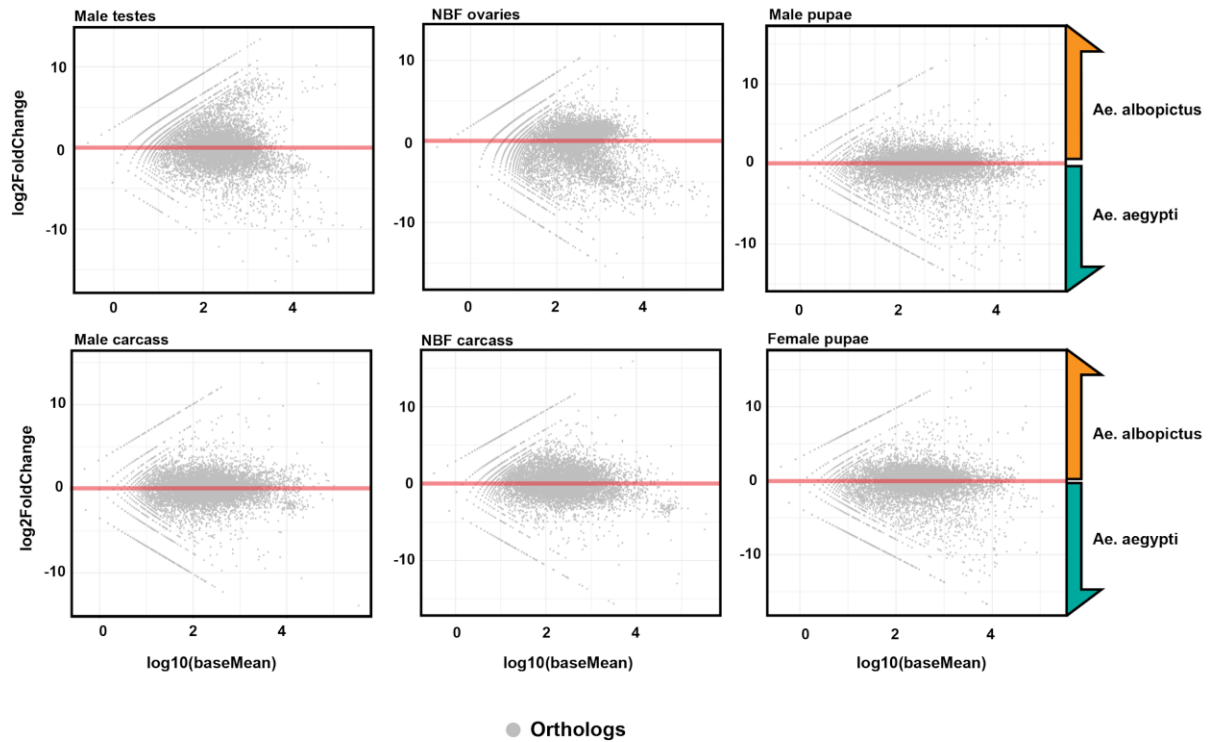 Male testes
NBF ovaries
Male pupae
log2FoldChange
10
0
-10
0
2
4
10
0
-10
0
2
4
10
0
-10
0
2
4
Ae. albopictus
Ae. aegypti
Male carcass
NBF carcass
Female pupae
log2FoldChange
10
0
-10
0
2
4
10
0
-10
0
2
4
10
0
-10
0
2
4
Ae. albopictus
Ae. aegypti
log10(baseMean)
log10(baseMean)
log10(baseMean)
Orthologs